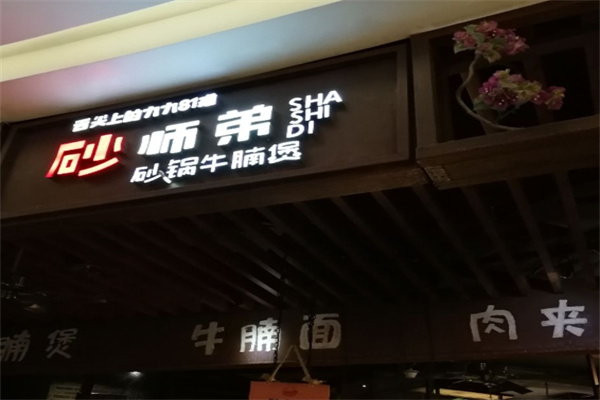 舌尖上的九九81道
砂师弟
SHA
SHI
DI
砂锅牛腩煲
腩煲 牛腩面 肉夹